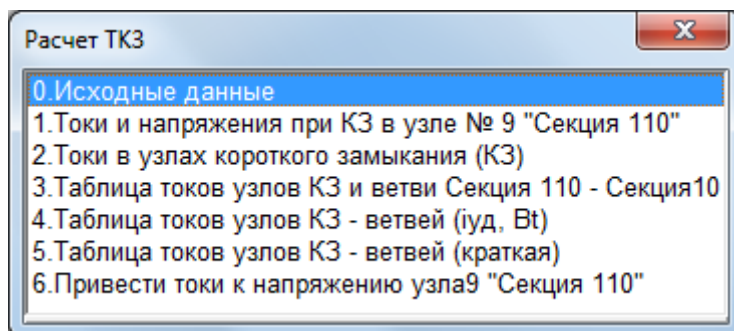 Расчет ТКЗ
0.Исходные данные
1.Токи и напряжения при КЗ в узле № 9 "Секция 110"
2.Токи в узлах короткого замыкания (КЗ)
3.Таблица токов узлов КЗ и ветви Секция 110 - Секция10
4.Таблица токов узлов КЗ - ветвей (iуд, Bt)
5.Таблица токов узлов КЗ - ветвей (краткая)
6.Привести токи к напряжению узла9 "Секция 110"